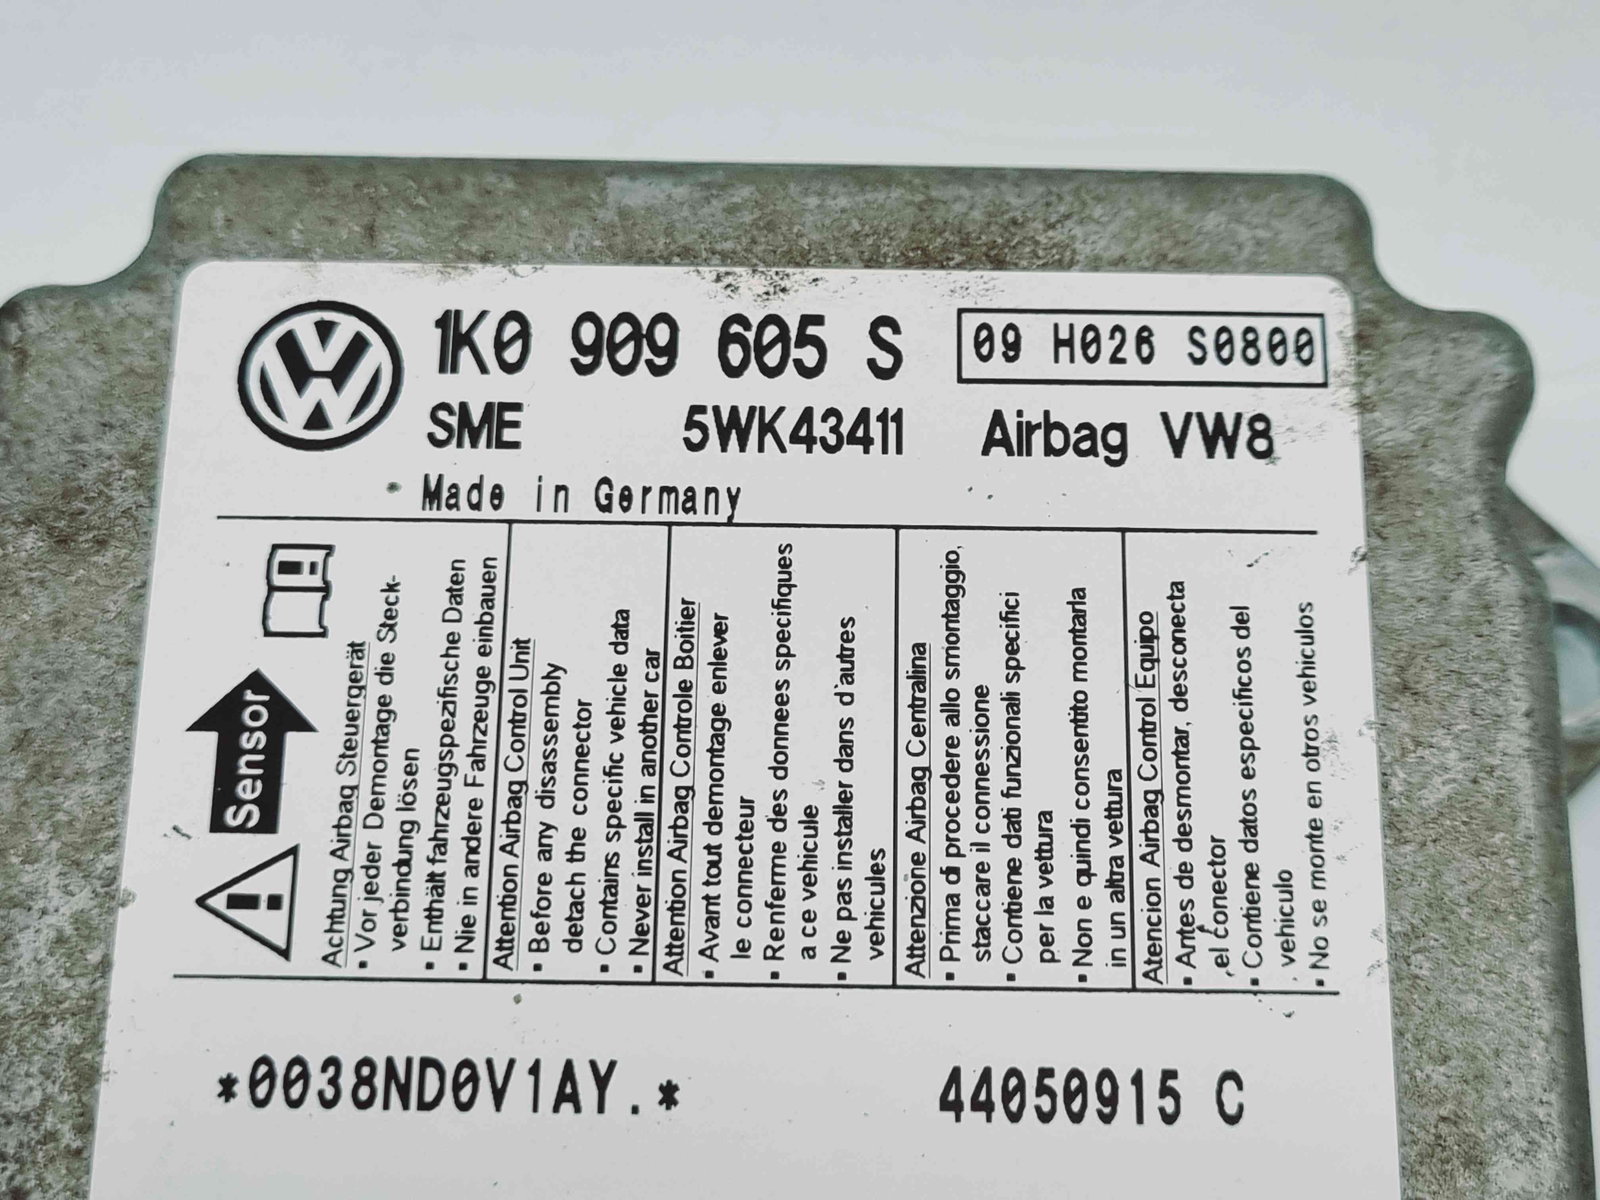 1K0 909 605 S 09 H026 S0800
SME 5WK43411 Airbag VW8
Made in Germany
Sensor
Achtung Airbag Steuergerät
▪ Vor jeder Demontage die Steck-
verbindung lösen
▪ Enthält fahrzeugspezifische Daten
▪ Nie in andere Fahrzeuge einbauen
Attention Airbag Control Unit
▪ Before any disassembly
detach the connector
▪ Contains specific vehicle data
▪ Never install in another car
Attention Airbag Controle Boitier
▪ Avant tout demontage enlever
le connecteur
▪ Renferme des donnees specifiques
a ce vehicule
▪ Ne pas installer dans d'autres
vehicules
Attenzione Airbag Centralina
▪ Prima di procedere allo smontaggio,
staccare il connessione
▪ Contiene dati funzionali specifici
per la vettura
▪ Non e quindi consentito montarla
in un altra vettura
Atencion Airbag Control Equipo
▪ Antes de desmontar, desconecta
el conector
▪ Contiene datos especificos del
vehiculo
▪ No se monte en otros vehiculos
*0038ND0V1AY.* 44050915 C